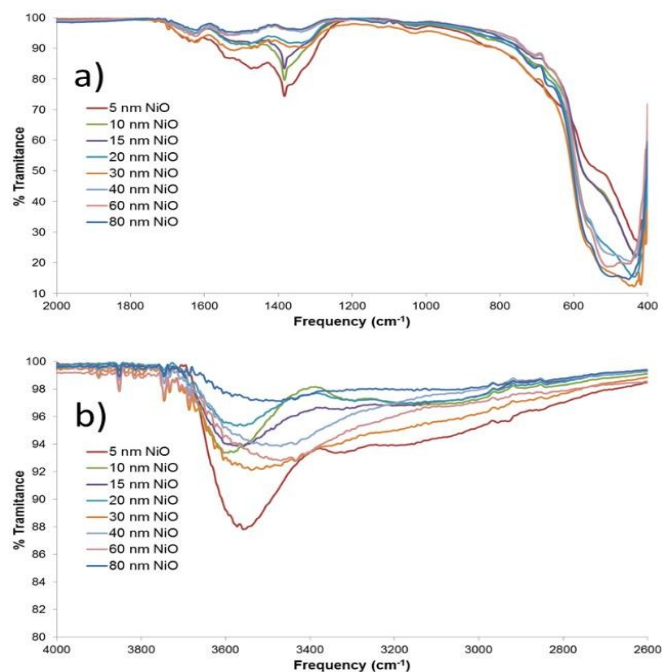 100
90
80
70
60
50
40
30
20
10
% Tramitance
a)
5 nm NiO
10 nm NiO
15 nm NiO
20 nm NiO
30 nm NiO
40 nm NiO
60 nm NiO
80 nm NiO
2000 1600 1200 800 600 400
Frequency (cm⁻¹)
100
98
96
94
92
90
88
86
84
82
80
% Tramitance
b)
5 nm NiO
10 nm NiO
15 nm NiO
20 nm NiO
30 nm NiO
40 nm NiO
60 nm NiO
80 nm NiO
4000 3800 3600 3400 3200 3000 2800 2600
Frequency (cm⁻¹)